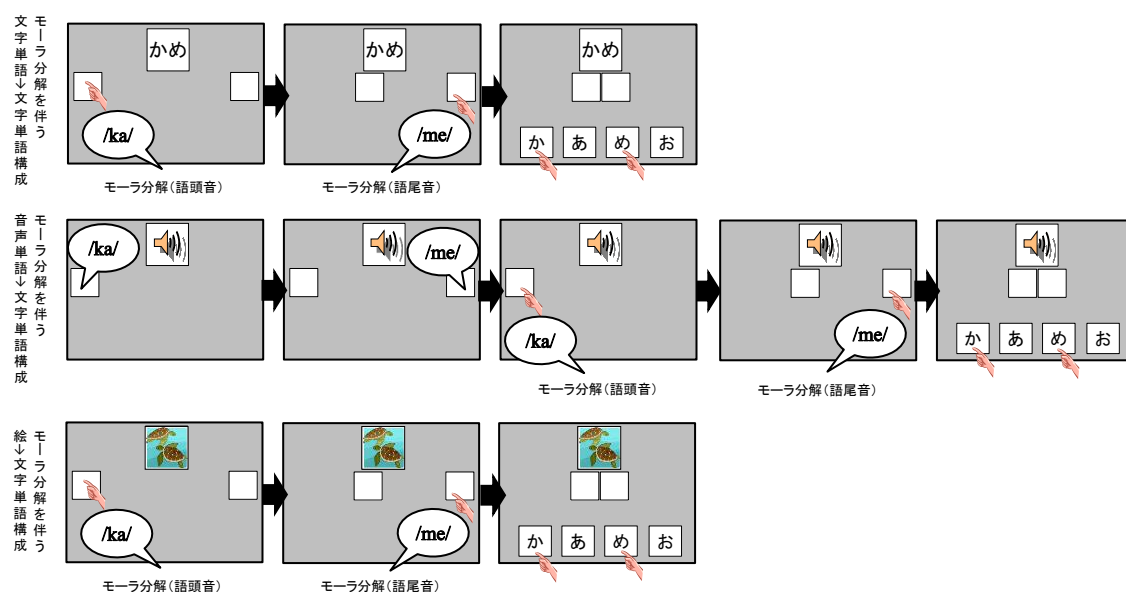 モーラ分解を伴う
文字単語→文字単語構成
かめ
/ka/
かめ
/me/
かめ
か あ め お
モーラ分解(語頭音)
モーラ分解(語尾音)
モーラ分解を伴う
音声単語→文字単語構成
/ka/
/me/
/ka/
/me/
か あ め お
モーラ分解(語頭音)
モーラ分解(語尾音)
モーラ分解を伴う
絵→文字単語構成
/ka/
/me/
か あ め お
モーラ分解(語頭音)
モーラ分解(語尾音)